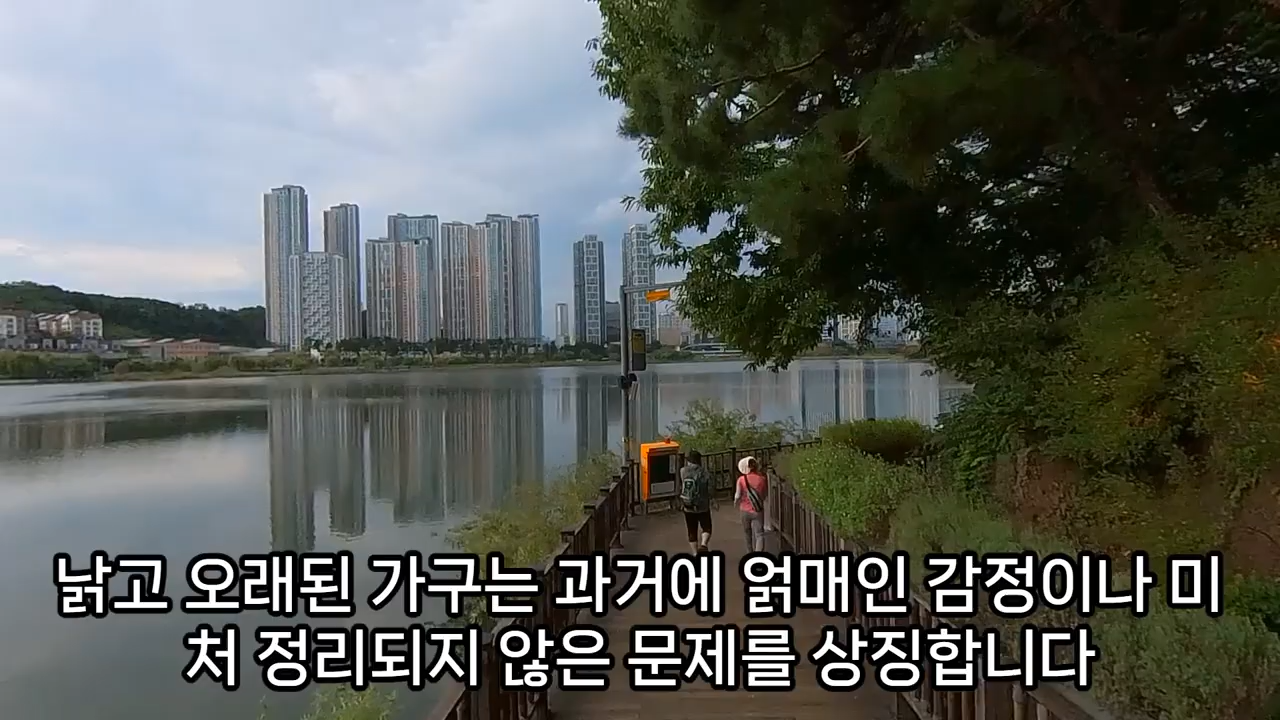 낡고 오래된 가구는 과거에 얽매인 감정이나 미
처 정리되지 않은 문제를 상징합니다